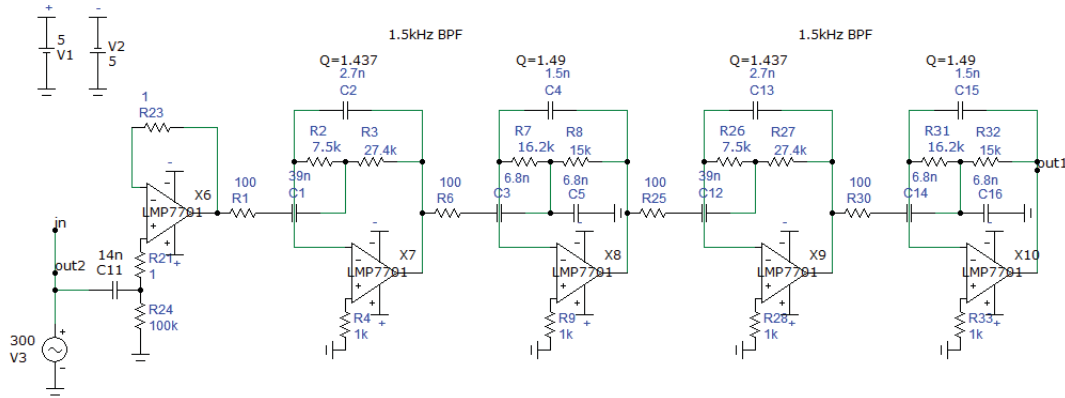 +
-
5
V1
V2
5
1.5kHz BPF
1.5kHz BPF
Q=1.437
2.7n
C2
Q=1.49
1.5n
C4
Q=1.437
2.7n
C13
Q=1.49
1.5n
C15
1
R23
R2
7.5k
R3
27.4k
R7
16.2k
R8
15k
R26
7.5k
R27
27.4k
R31
16.2k
R32
15k
out1
X6
LMP7701
100
R1
39n
C1
100
R6
6.8n
C3
6.8n
C5
100
R25
39n
C12
100
R30
6.8n
C14
6.8n
C16
in
out2
14n
C11
R21
1
R24
100k
X7
LMP7701
X8
LMP7701
X9
LMP7701
X10
LMP7701
R4
1k
R9
1k
R28
1k
R33
1k
300
V3
+
-